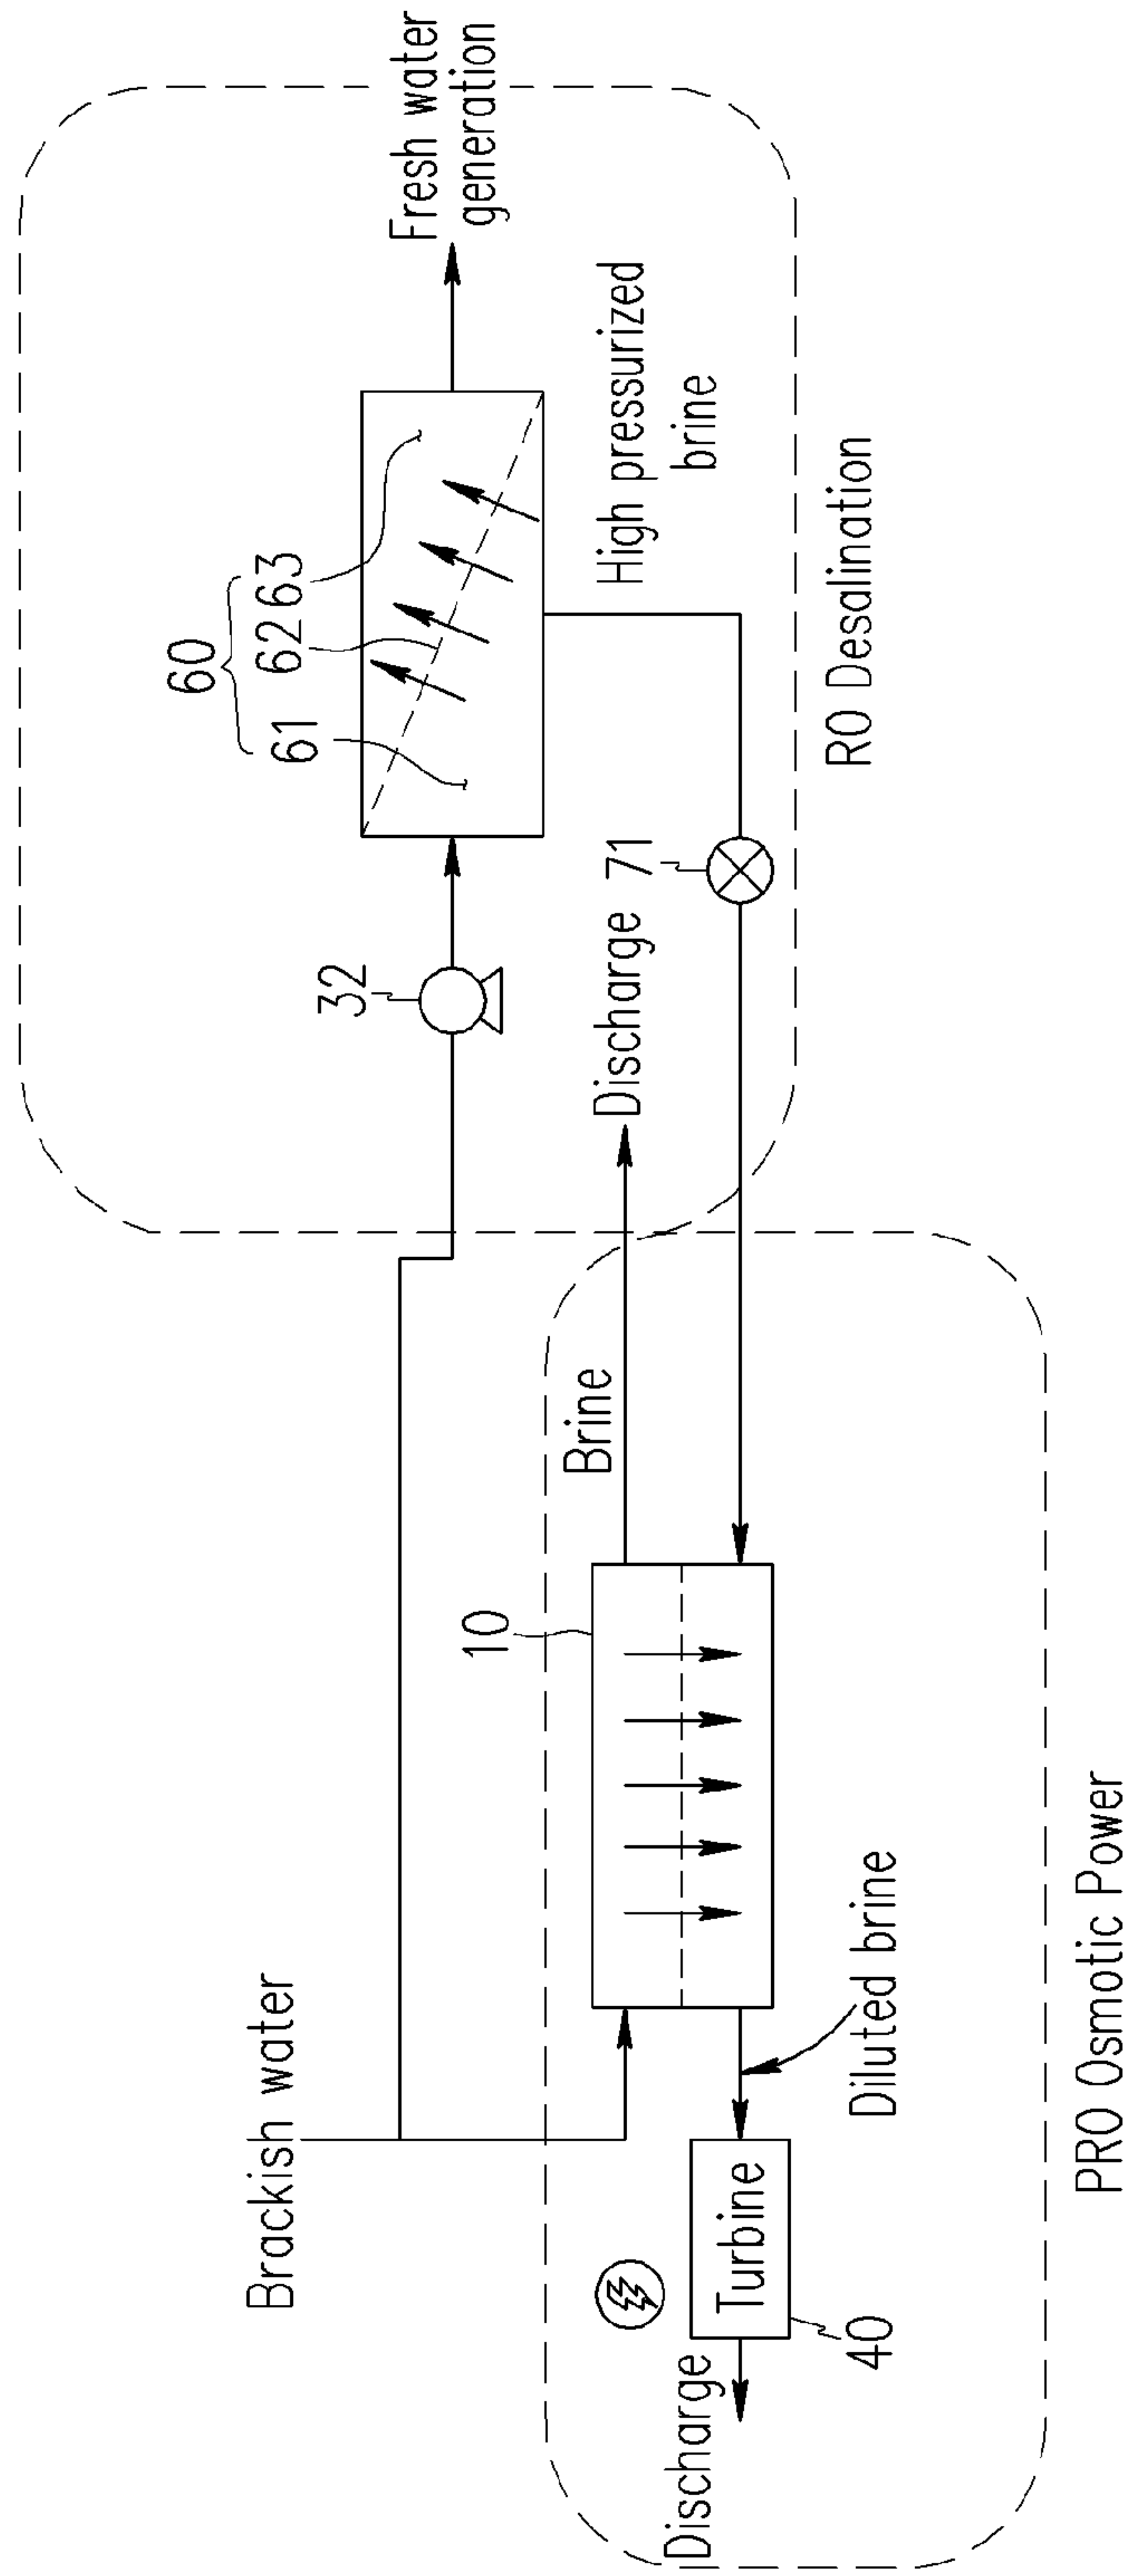 Brackish water
Discharge
Turbine
40
Diluted brine
PRO Osmotic Power
10
Brine
Discharge
71
32
60
61
62
63
High pressurized
brine
RO Desalination
Fresh water
generation